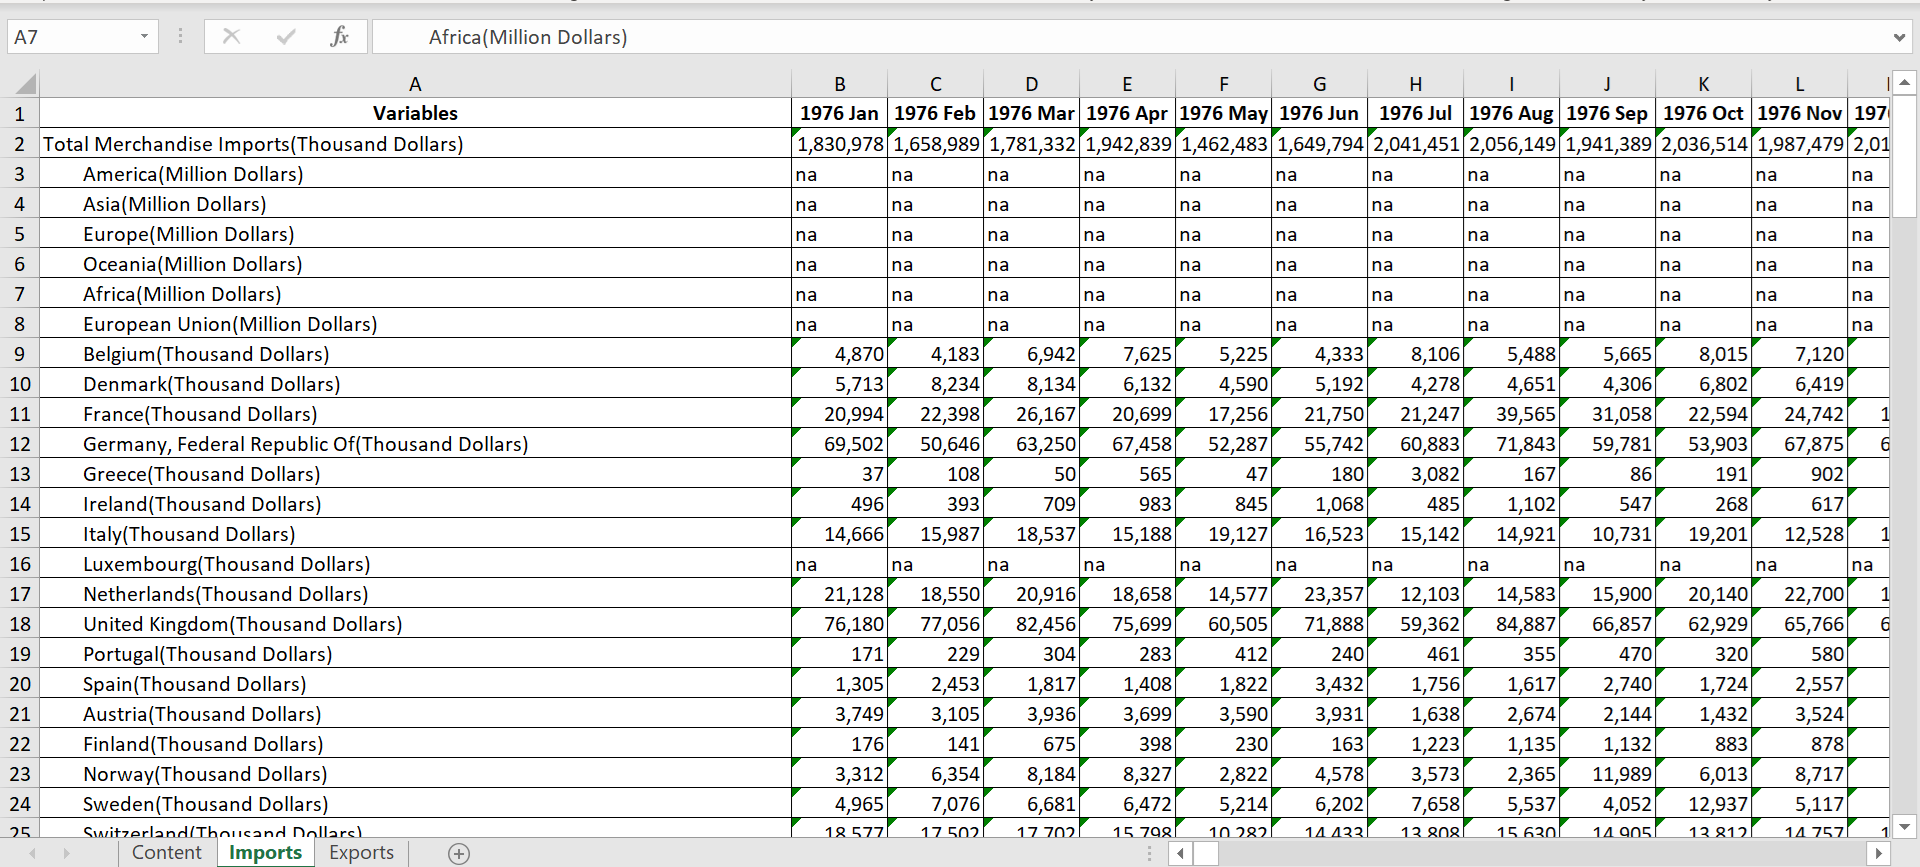 A7 fx Africa(Million Dollars)
A B C D E F G H I J K L
1 Variables 1976 Jan 1976 Feb 1976 Mar 1976 Apr 1976 May 1976 Jun 1976 Jul 1976 Aug 1976 Sep 1976 Oct 1976 Nov
2 Total Merchandise Imports(Thousand Dollars) 1,830,978 1,658,989 1,781,332 1,942,839 1,462,483 1,649,794 2,041,451 2,056,149 1,941,389 2,036,514 1,987,479
3 America(Million Dollars) na na na na na na na na na na na na
4 Asia(Million Dollars) na na na na na na na na na na na na
5 Europe(Million Dollars) na na na na na na na na na na na na
6 Oceania(Million Dollars) na na na na na na na na na na na na
7 Africa(Million Dollars) na na na na na na na na na na na na
8 European Union(Million Dollars) na na na na na na na na na na na na
9 Belgium(Thousand Dollars) 4,870 4,183 6,942 7,625 5,225 4,333 8,106 5,488 5,665 8,015 7,120
10 Denmark(Thousand Dollars) 5,713 8,234 8,134 6,132 4,590 5,192 4,278 4,651 4,306 6,802 6,419
11 France(Thousand Dollars) 20,994 22,398 26,167 20,699 17,256 21,750 21,247 39,565 31,058 22,594 24,742
12 Germany, Federal Republic Of(Thousand Dollars) 69,502 50,646 63,250 67,458 52,287 55,742 60,883 71,843 59,781 53,903 67,875
13 Greece(Thousand Dollars) 37 108 50 565 47 180 3,082 167 86 191 902
14 Ireland(Thousand Dollars) 496 393 709 983 845 1,068 485 1,102 547 268 617
15 Italy(Thousand Dollars) 14,666 15,987 18,537 15,188 19,127 16,523 15,142 14,921 10,731 19,201 12,528
16 Luxembourg(Thousand Dollars) na na na na na na na na na na na na
17 Netherlands(Thousand Dollars) 21,128 18,550 20,916 18,658 14,577 23,357 12,103 14,583 15,900 20,140 22,700
18 United Kingdom(Thousand Dollars) 76,180 77,056 82,456 75,699 60,505 71,888 59,362 84,887 66,857 62,929 65,766
19 Portugal(Thousand Dollars) 171 229 304 283 412 240 461 355 470 320 580
20 Spain(Thousand Dollars) 1,305 2,453 1,817 1,408 1,822 3,432 1,756 1,617 2,740 1,724 2,557
21 Austria(Thousand Dollars) 3,749 3,105 3,936 3,699 3,590 3,931 1,638 2,674 2,144 1,432 3,524
22 Finland(Thousand Dollars) 176 141 675 398 230 163 1,223 1,135 1,132 883 878
23 Norway(Thousand Dollars) 3,312 6,354 8,184 8,327 2,822 4,578 3,573 2,365 11,989 6,013 8,717
24 Sweden(Thousand Dollars) 4,965 7,076 6,681 6,472 5,214 6,202 7,658 5,537 4,052 12,937 5,117
25 Switzerland(Thousand Dollars) 18,577 17,502 17,702 15,798 10,282 14,433 13,808 15,630 14,905 13,812 14,757
Content Imports Exports